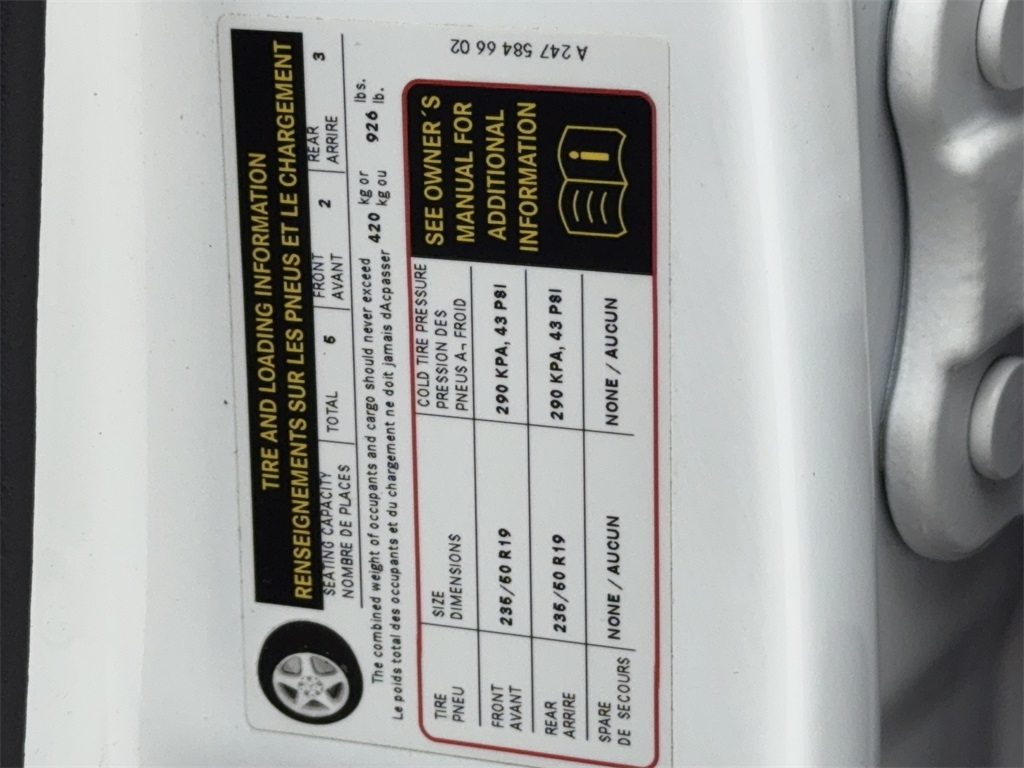 A 247 584 66 02
TIRE AND LOADING INFORMATION
RENSEIGNEMENTS SUR LES PNEUS ET LE CHARGEMENT
SEATING CAPACITY TOTAL 5 FRONT 2 REAR 3
NOMBRE DE PLACES AVANT ARRIRE
The combined weight of occupants and cargo should never exceed 420 kg or 926 lbs.
Le poids total des occupants et du chargement ne doit jamais dAcpasser kg ou lb.
TIRE SIZE COLD TIRE PRESSURE
PNEU DIMENSIONS PRESSION DES
PNEUS A¬ FROID
FRONT 235/50 R19 290 KPA, 43 PSI
AVANT
REAR 235/50 R19 290 KPA, 43 PSI
ARRIRE
SPARE NONE / AUCUN NONE / AUCUN
DE SECOURS
SEE OWNER´S
MANUAL FOR
ADDITIONAL
INFORMATION
i